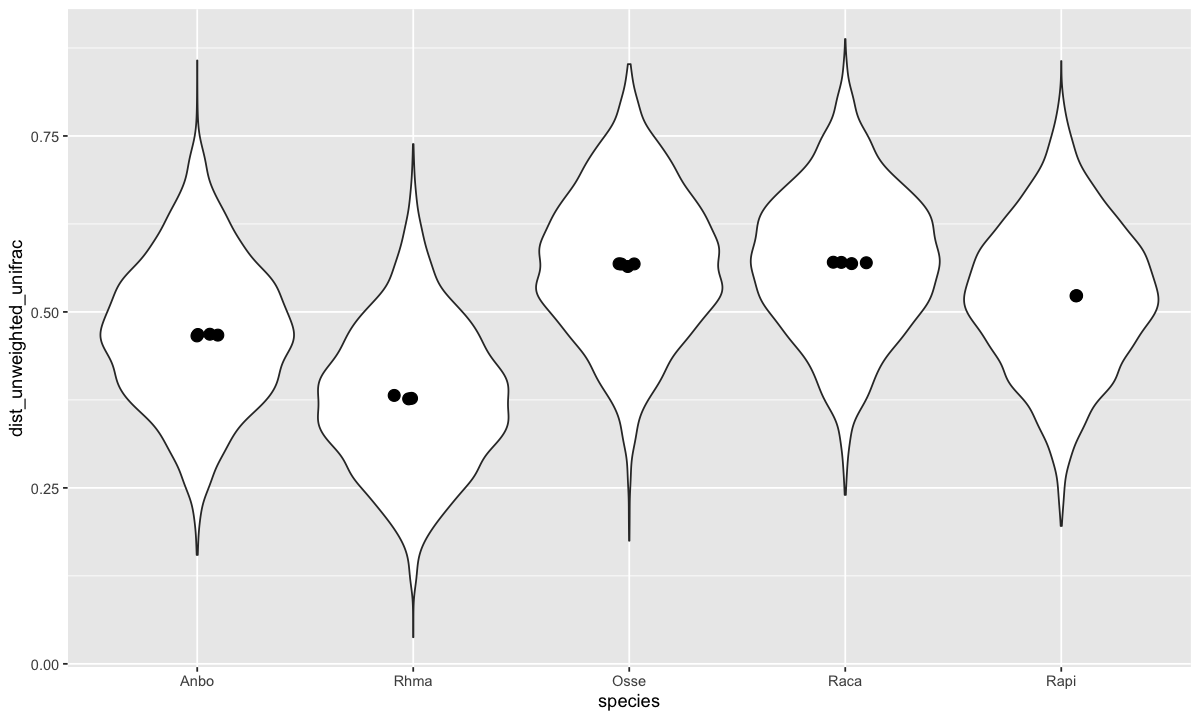 dist_unweighted_unifrac
0.75
0.50
0.25
0.00
Anbo Rhma Osse Raca Rapi
species